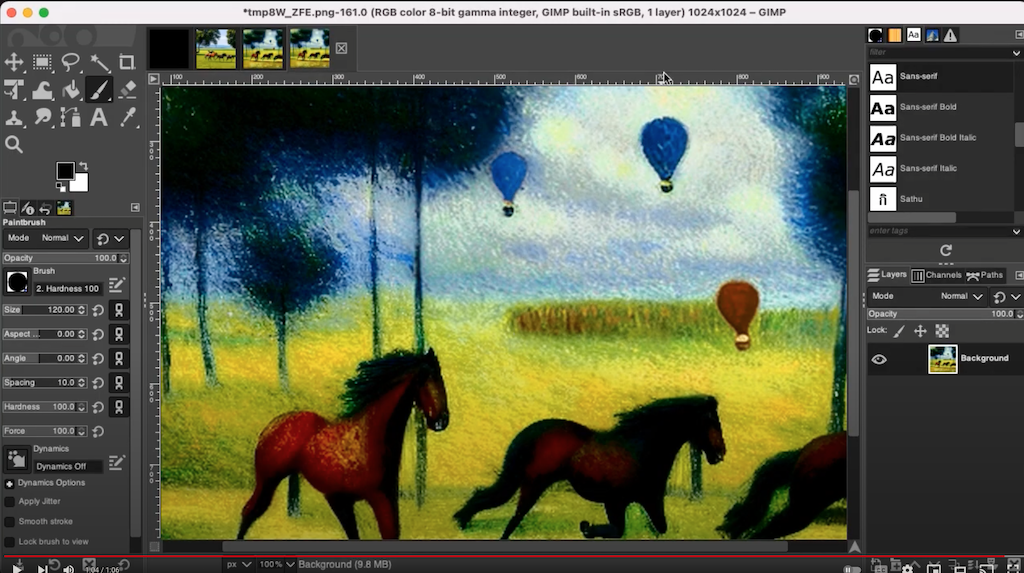 *tmp8W_ZFE.png-161.0 (RGB color 8-bit gamma integer, GIMP built-in sRGB, 1 layer) 1024x1024 – GIMP
Aa
filter
100 200 300 400 500 600 800 900
Aa Sans-serif
Aa Sans-serif Bold
Aa Sans-serif Bold Italic
Aa Sans-serif Italic
Sathu
enter tags
Paintbrush
Mode Normal
Opacity 100.0
Brush
2. Hardness 100
Size 120.00
Aspect ... 0.00
Angle 0.00
Spacing 10.0
Hardness 100.0
Force 100.0
Dynamics
Dynamics Off
Dynamics Options
Apply Jitter
Smooth stroke
Lock brush to view
Layers Channels Paths
Mode Normal
Opacity 100.0
Lock:
Background
px 100% Background (9.8 MB)
1:04 / 1:06